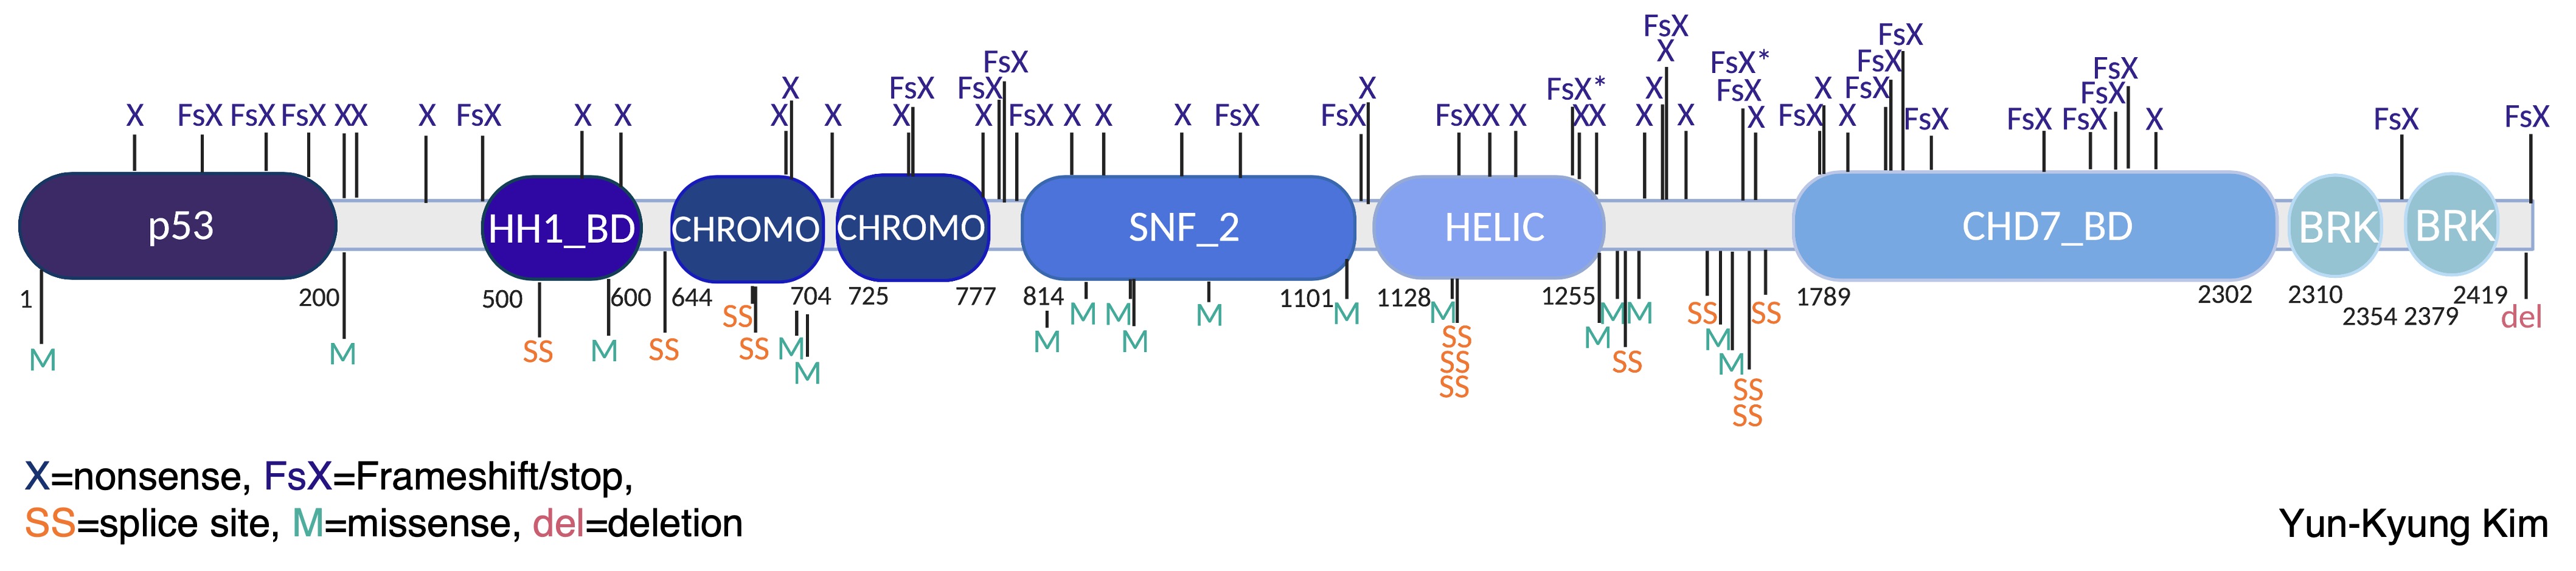 FsX
X FsX* FsX
FsX X FsX FsX
X FsX FsX X FsX* X FsX X FsX FsX
X FsX FsX FsX XX X FsX X X X X X X FsX X X X FsX FsX FsXX X XX X X X FsX X FsX FsX FsX X FsX FsX
p53 HH1_BD CHROMO CHROMO SNF_2 HELIC CHD7_BD BRK BRK
1 200 500 600 644 704 725 777 814 1101 1128 1255 1789 2302 2310 2419
SS M M M M M M M M SS SS 2354 2379 del
M M SS M SS SS M M M SS M M
M SS SS M
SS SS
SS
X=nonsense, FsX=Frameshift/stop,
SS=splice site, M=missense, del=deletion
Yun-Kyung Kim